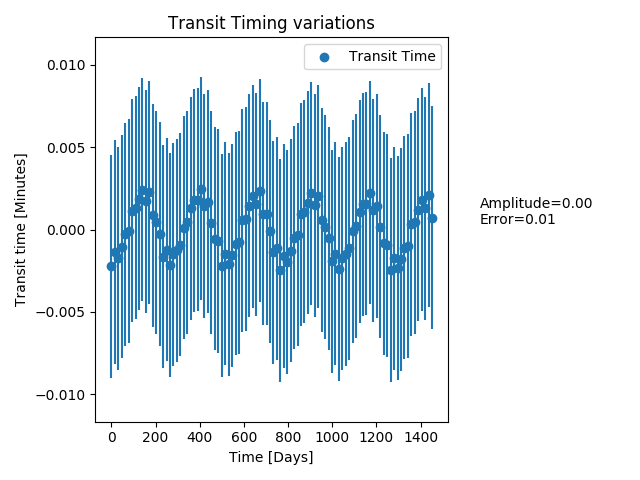 Transit Timing variations
Transit Time
0.010
0.005
0.000
−0.005
−0.010
Transit time [Minutes]
Amplitude=0.00
Error=0.01
0 200 400 600 800 1000 1200 1400
Time [Days]